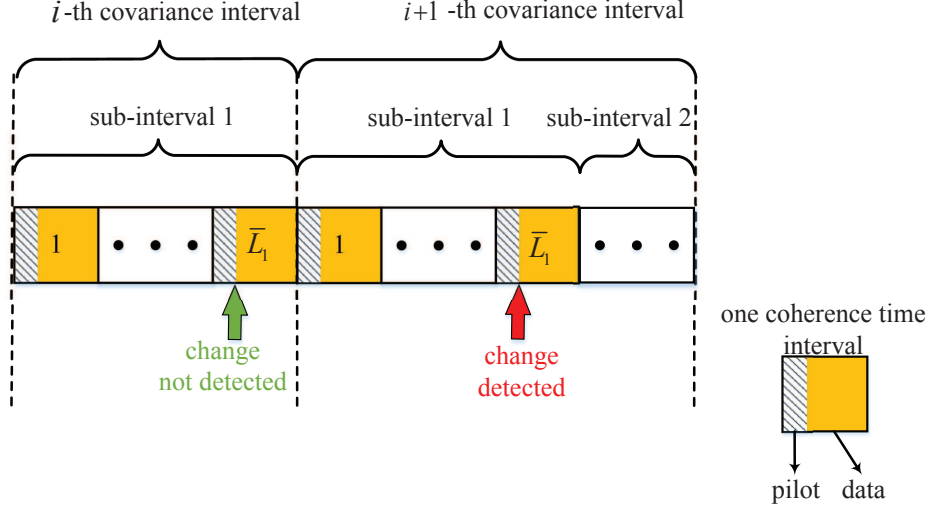 i-th covariance interval
i+1 -th covariance interval
sub-interval 1
sub-interval 1
sub-interval 2
1 • • • L̅₁ 1 • • • L̅₁ • • •
change
not detected
change
detected
one coherence time
interval
pilot
data